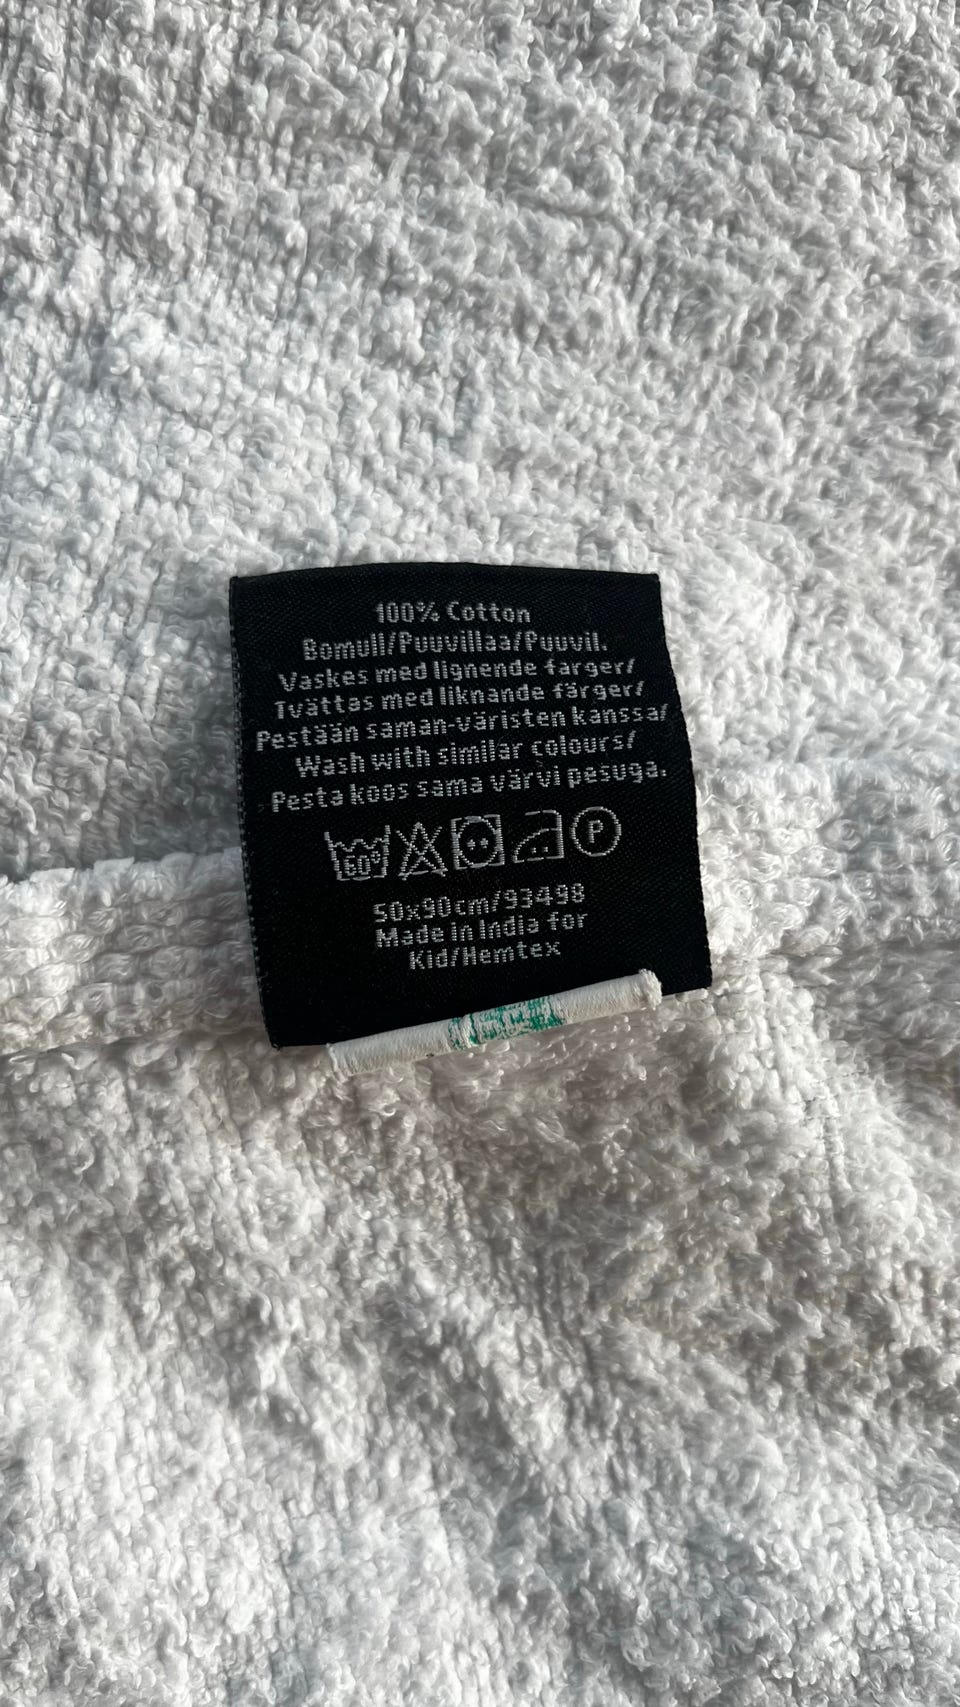 100% Cotton
Bomull/Puuvillaa/Puuvil.
Vaskes med lignende farger/
Tvättas med liknande färger/
Pestään saman-väristen kanssa/
Wash with similar colours/
Pesta koos sama värvi pesuga.
60°
P
50x90cm/93498
Made in India for
Kid/Hemtex